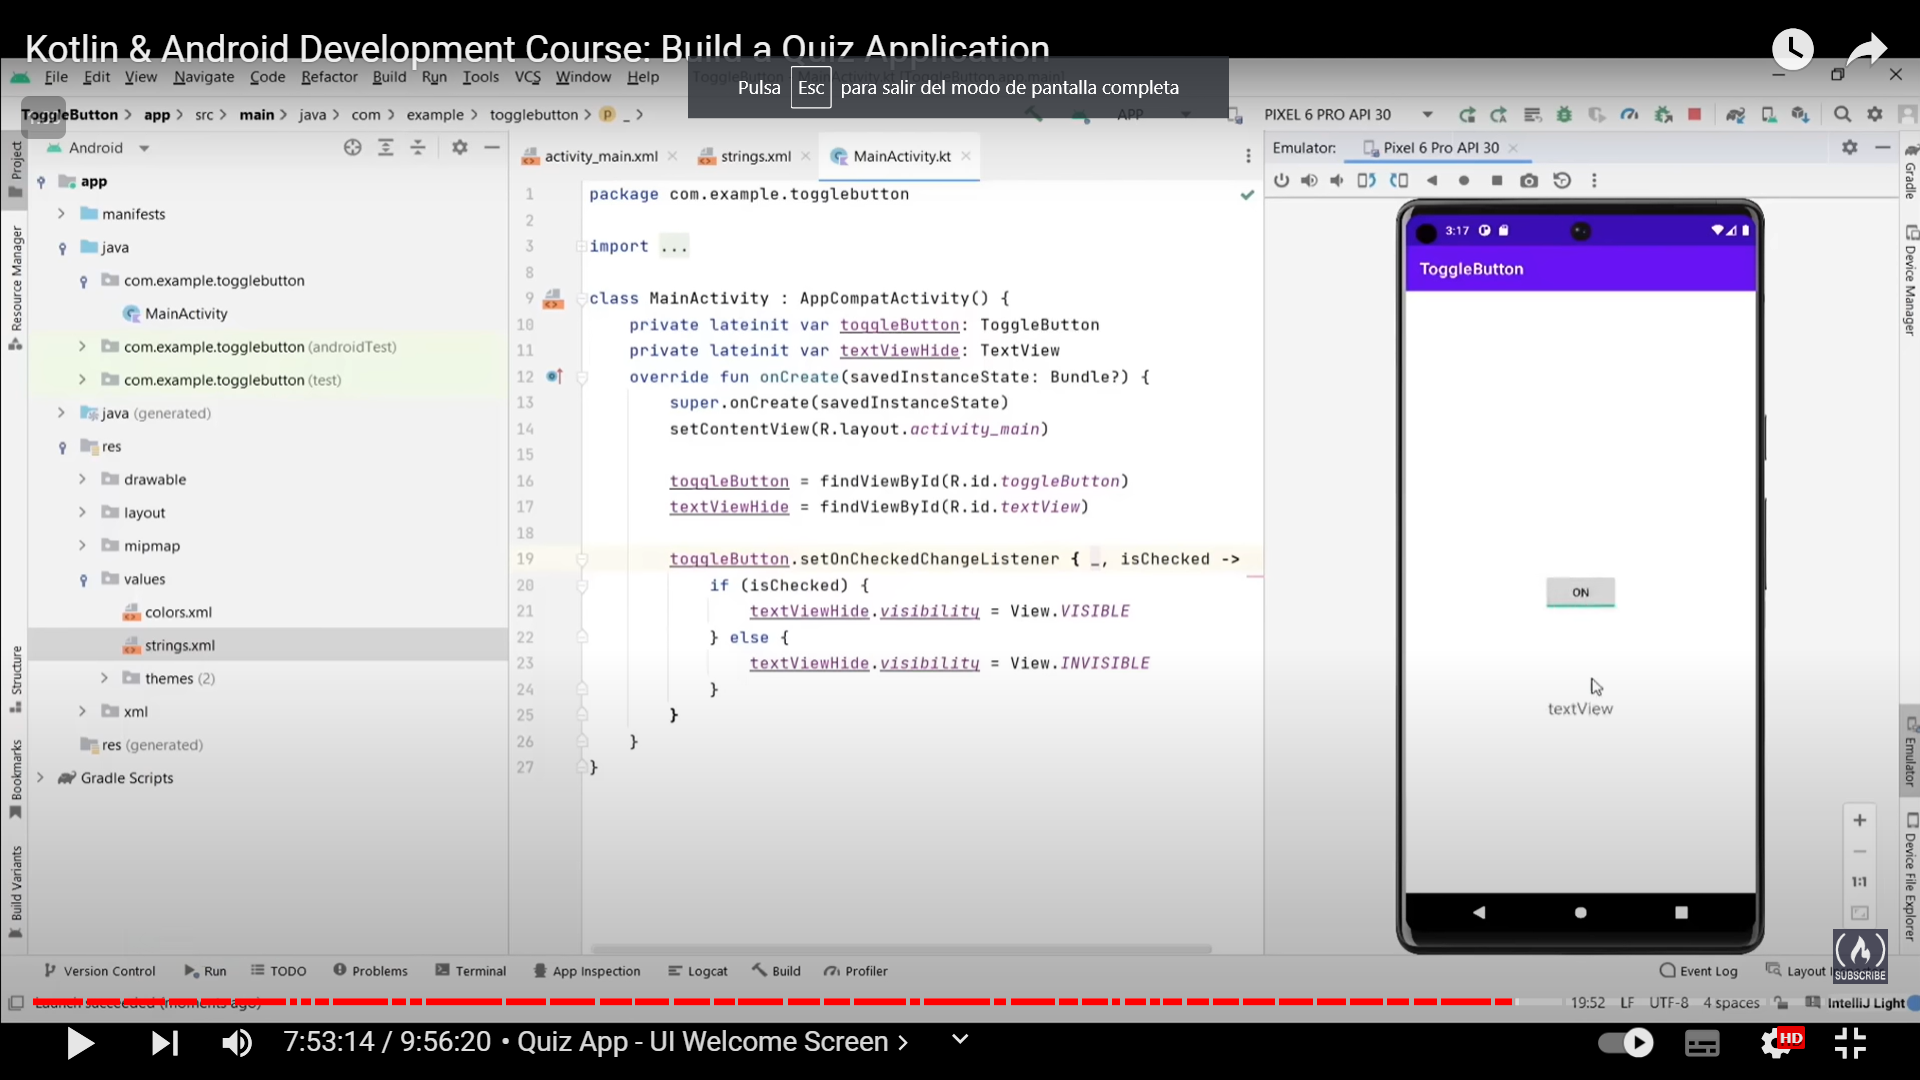 Kotlin & Android Development Course: Build a Quiz Application
File Edit View Navigate Code Refactor Build Run Tools VCS Window Help
Pulsa Esc para salir del modo de pantalla completa
ToggleButton > app > src > main > java > com > example > togglebutton > _ >
APP
PIXEL 6 PRO API 30
Android
app
manifests
java
com.example.togglebutton
MainActivity
com.example.togglebutton (androidTest)
com.example.togglebutton (test)
java (generated)
res
drawable
layout
mipmap
values
colors.xml
strings.xml
themes (2)
xml
res (generated)
Gradle Scripts
Project
Resource Manager
Structure
Bookmarks
Build Variants
activity_main.xml
strings.xml
MainActivity.kt
1 package com.example.togglebutton
2
3 import ...
8
9 class MainActivity : AppCompatActivity() {
10 private lateinit var toggleButton: ToggleButton
11 private lateinit var textViewHide: TextView
12 override fun onCreate(savedInstanceState: Bundle?) {
13 super.onCreate(savedInstanceState)
14 setContentView(R.layout.activity_main)
15
16 toggleButton = findViewById(R.id.toggleButton)
17 textViewHide = findViewById(R.id.textView)
18
19 toggleButton.setOnCheckedChangeListener { _, isChecked ->
20 if (isChecked) {
21 textViewHide.visibility = View.VISIBLE
22 } else {
23 textViewHide.visibility = View.INVISIBLE
24 }
25 }
26 }
27 }
Emulator: Pixel 6 Pro API 30
3:17
ToggleButton
ON
textView
1:1
Gradle
Device Manager
Emulator
Device File Explorer
SUBSCRIBE
Version Control Run TODO Problems Terminal App Inspection Logcat Build Profiler
Event Log Layout
Launch succeeded (moments ago)
19:52 LF UTF-8 4 spaces IntelliJ Light
7:53:14 / 9:56:20 • Quiz App - UI Welcome Screen >
HD